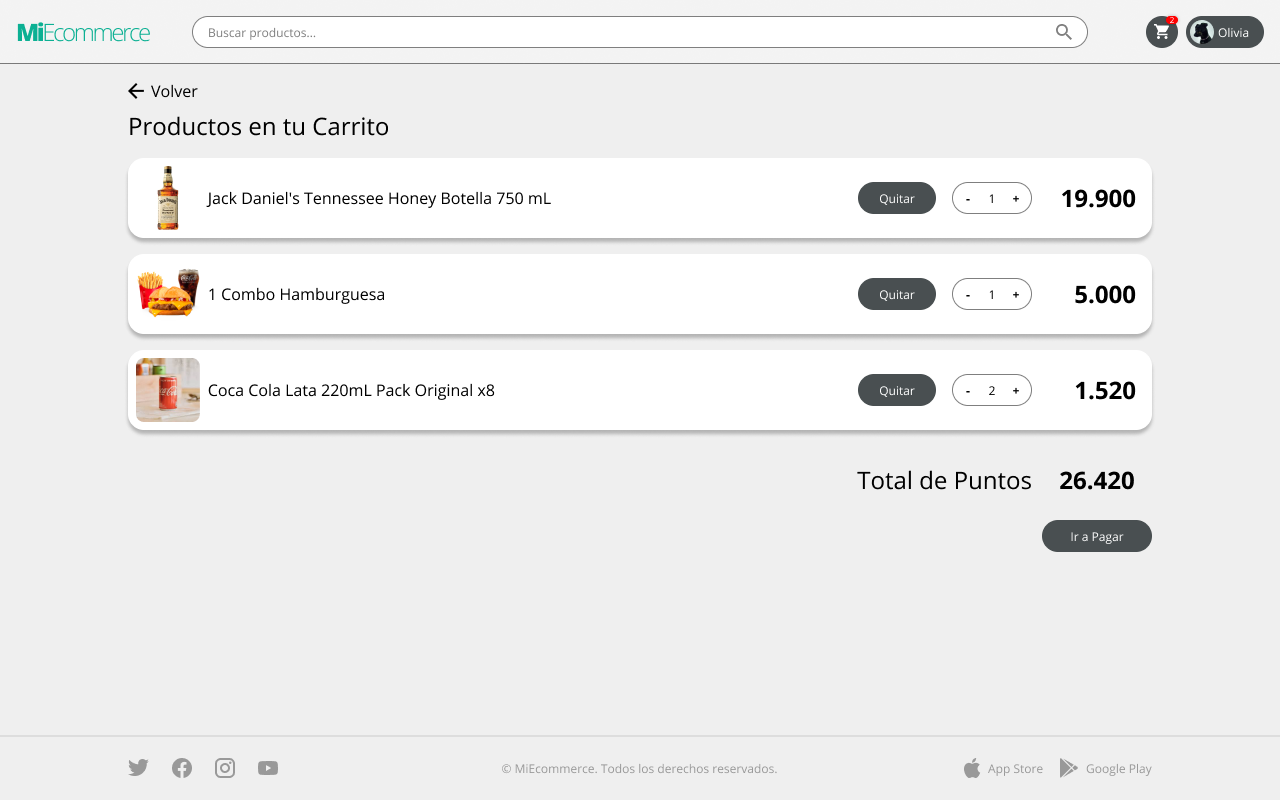 MiEcommerce
Buscar productos...
2
Olivia
Volver
Productos en tu Carrito
Jack Daniel's Tennessee Honey Botella 750 mL
Quitar
- 1 +
19.900
1 Combo Hamburguesa
Quitar
- 1 +
5.000
Coca Cola Lata 220mL Pack Original x8
Quitar
- 2 +
1.520
Total de Puntos 26.420
Ir a Pagar
© MiEcommerce. Todos los derechos reservados.
App Store
Google Play